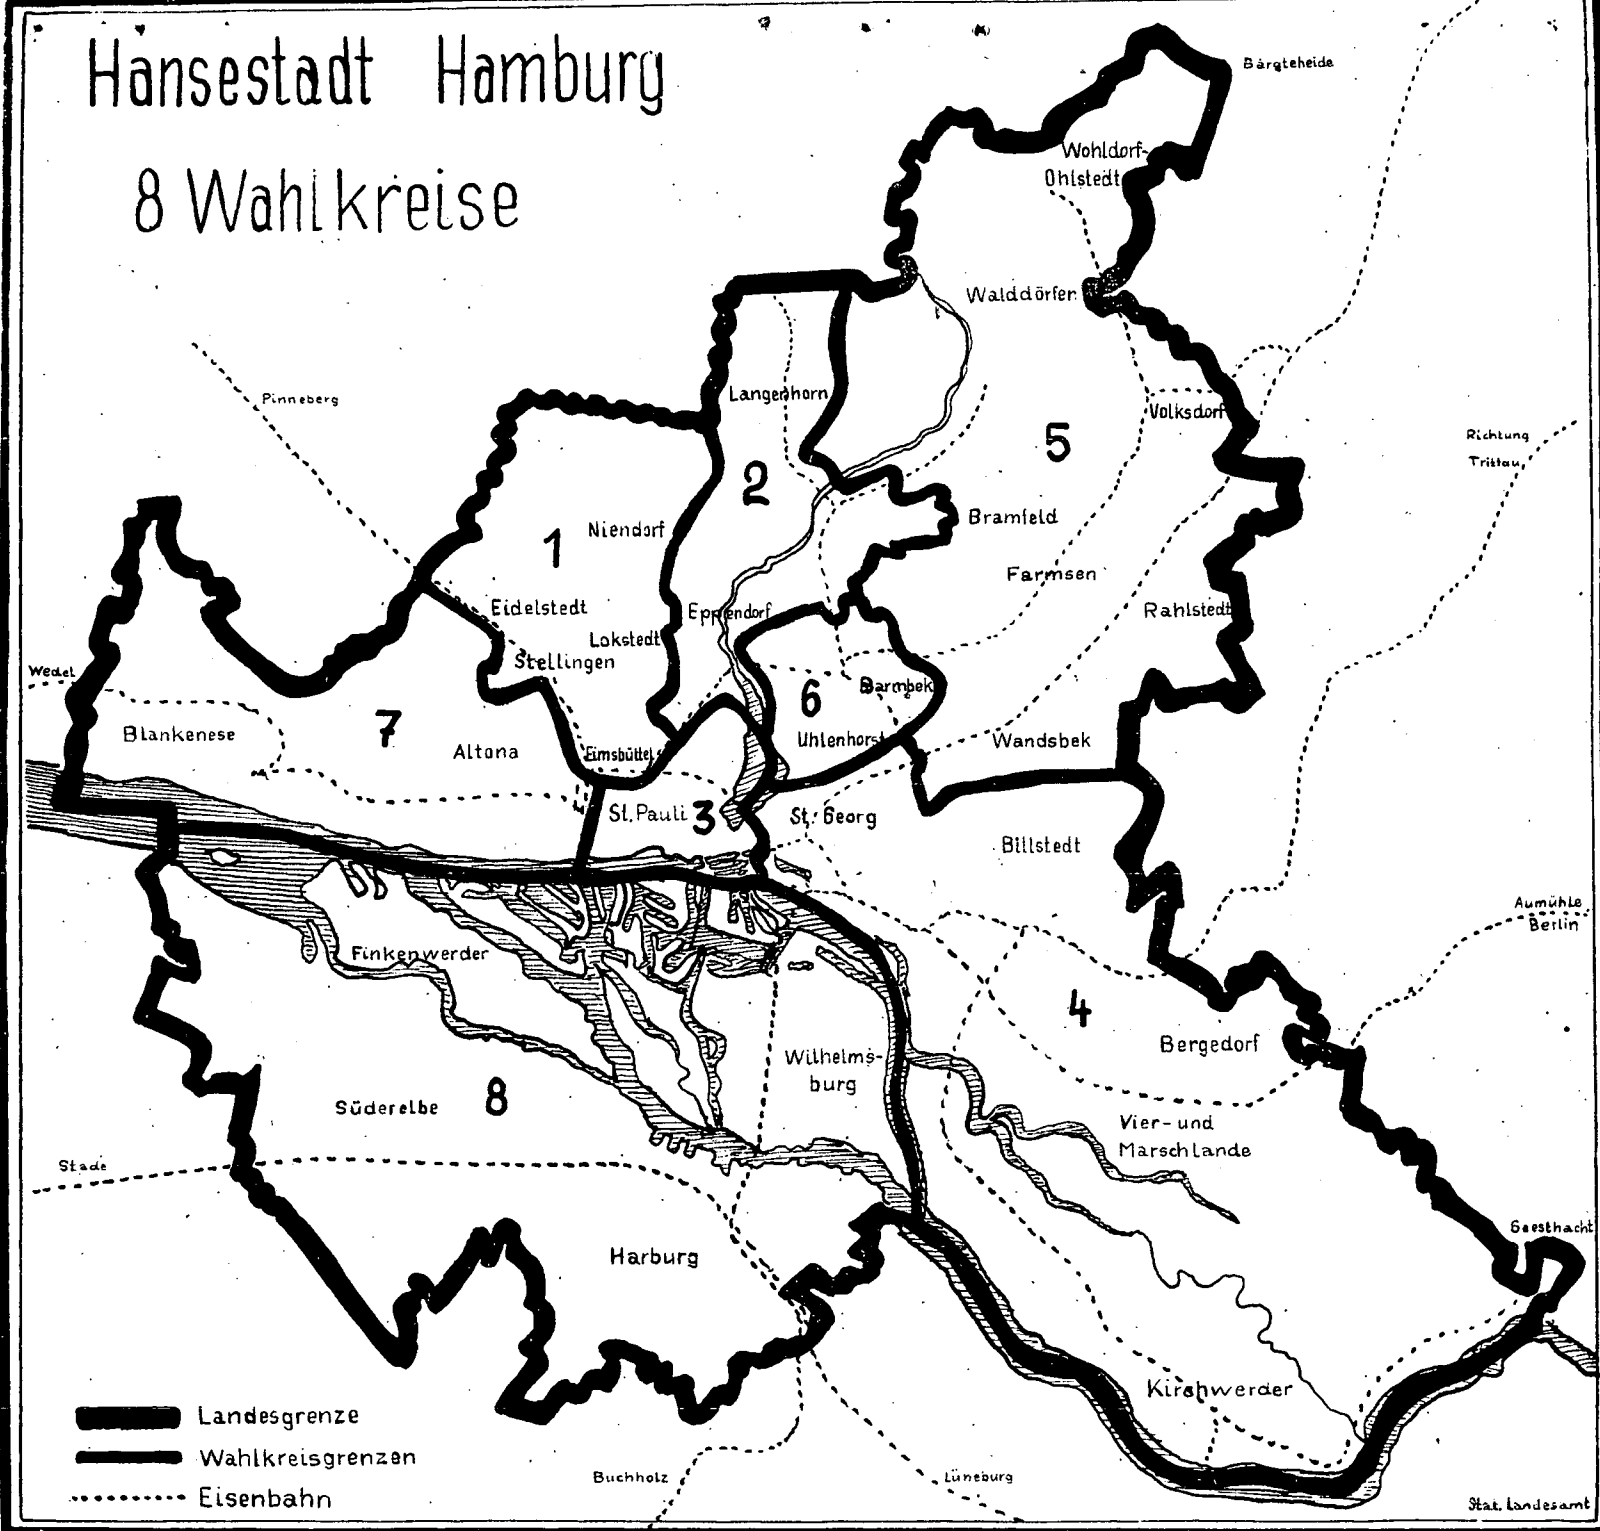 Hansestadt Hamburg
8 Wahlkreise
Bargteheide
Wohldorf-
Ohlstedt
Walddörfer
Pinneberg
Langenhorn
Volksdorf
5
Richtung
Trittau
2
Niendorf
1
Bramfeld
Farmsen
Eidelstedt
Eppendorf
Rahlstedt
Lokstedt
Stellingen
Wedel
6
Barmbek
Blankenese
7
Altona
Eimsbüttel
Uhlenhorst
Wandsbek
St. Pauli
3
St. Georg
Billstedt
Aumühle
Berlin
Finkenwerder
4
Bergedorf
Wilhelms-
burg
Süderelbe
8
Vier- und
Marschlande
Stade
Geesthacht
Harburg
Kirchwerder
Landesgrenze
Wahlkreisgrenzen
Eisenbahn
Buchholz
Lüneburg
Stat. Landesamt